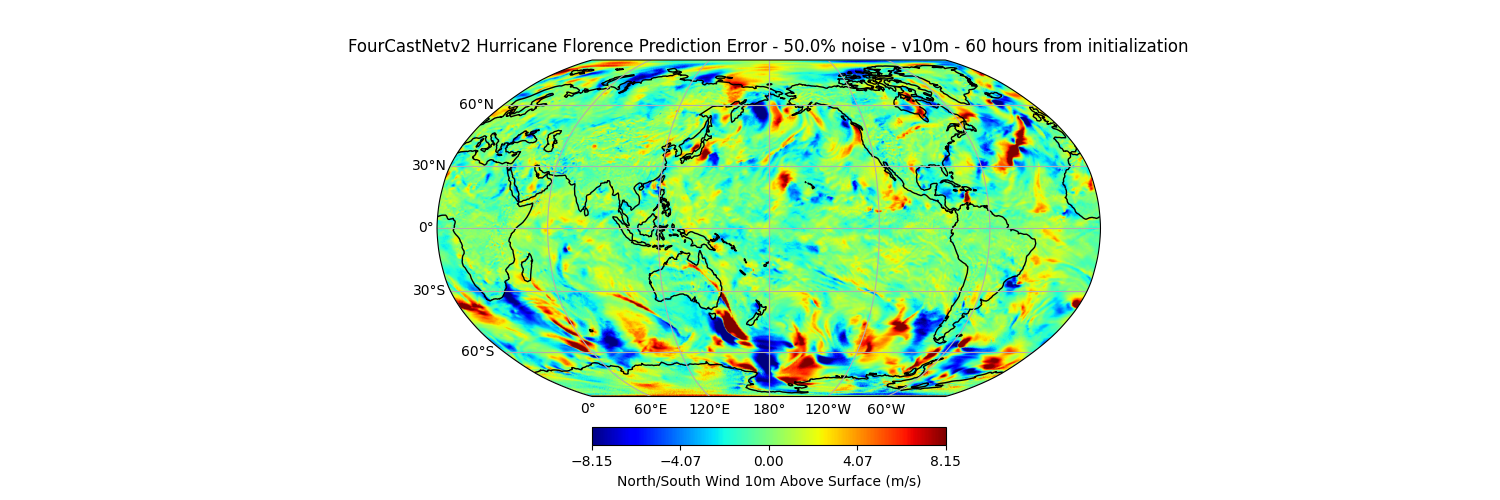 FourCastNetv2 Hurricane Florence Prediction Error - 50.0% noise - v10m - 60 hours from initialization
60°N
30°N
0°
30°S
60°S
0° 60°E 120°E 180° 120°W 60°W
−8.15 −4.07 0.00 4.07 8.15
North/South Wind 10m Above Surface (m/s)